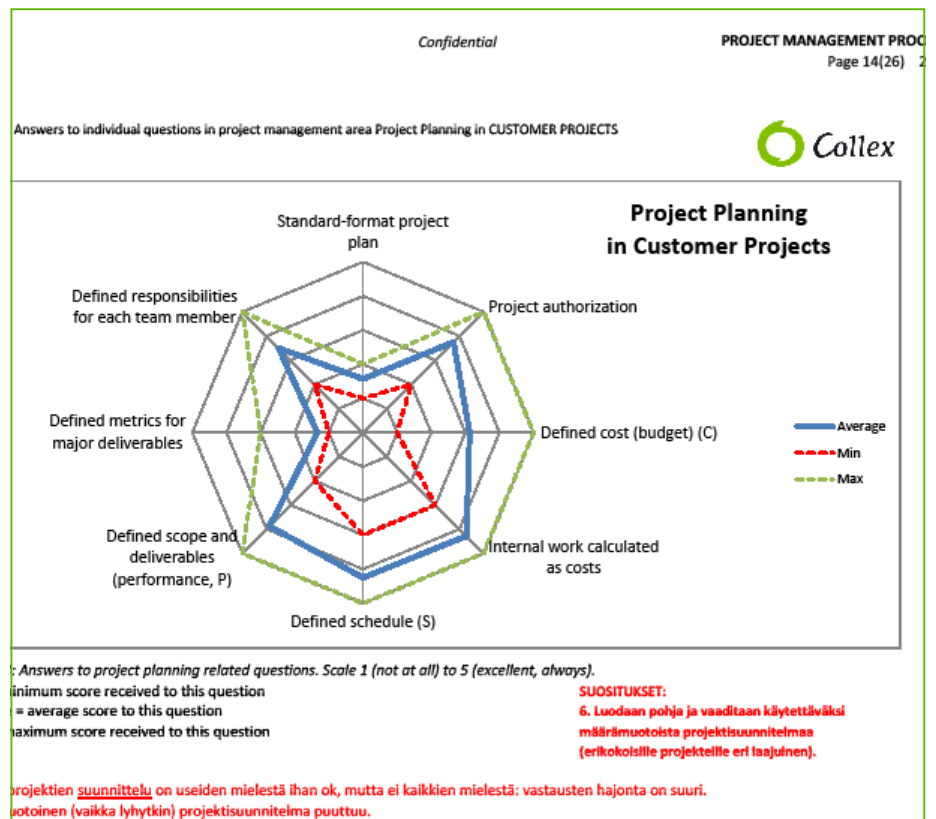 Confidential
PROJECT MANAGEMENT PROC
Page 14(26)
Answers to individual questions in project management area Project Planning in CUSTOMER PROJECTS
Collex
Project Planning
in Customer Projects
Standard-format project
plan
Project authorization
Defined cost (budget) (C)
Internal work calculated
as costs
Defined schedule (S)
Defined scope and
deliverables
(performance, P)
Defined metrics for
major deliverables
Defined responsibilities
for each team member
Average
Min
Max
: Answers to project planning related questions. Scale 1 (not at all) to 5 (excellent, always).
inimum score received to this question
= average score to this question
naximum score received to this question
SUOSITUKSET:
6. Luodaan pohja ja vaaditaan käytettäväksi
määrämuotoista projektisuunnitelmaa
(erikokoisille projekteille eri laajuinen).
projektien suunnittelu on useiden mielestä ihan ok, mutta ei kaikkien mielestä: vastausten hajonta on suuri.
uotoinen (vaikka lyhytkin) projektisuunnitelma puuttuu.